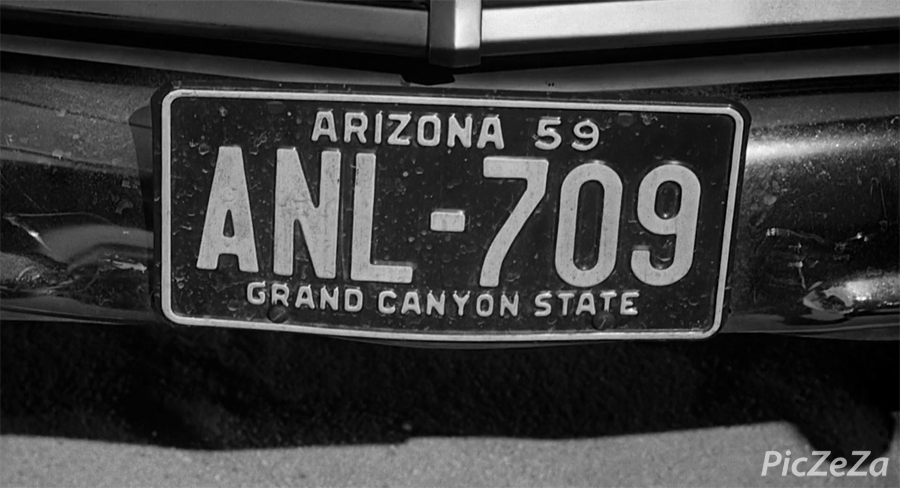 ARIZONA 59
ANL-709
GRAND CANYON STATE
PicZeZa